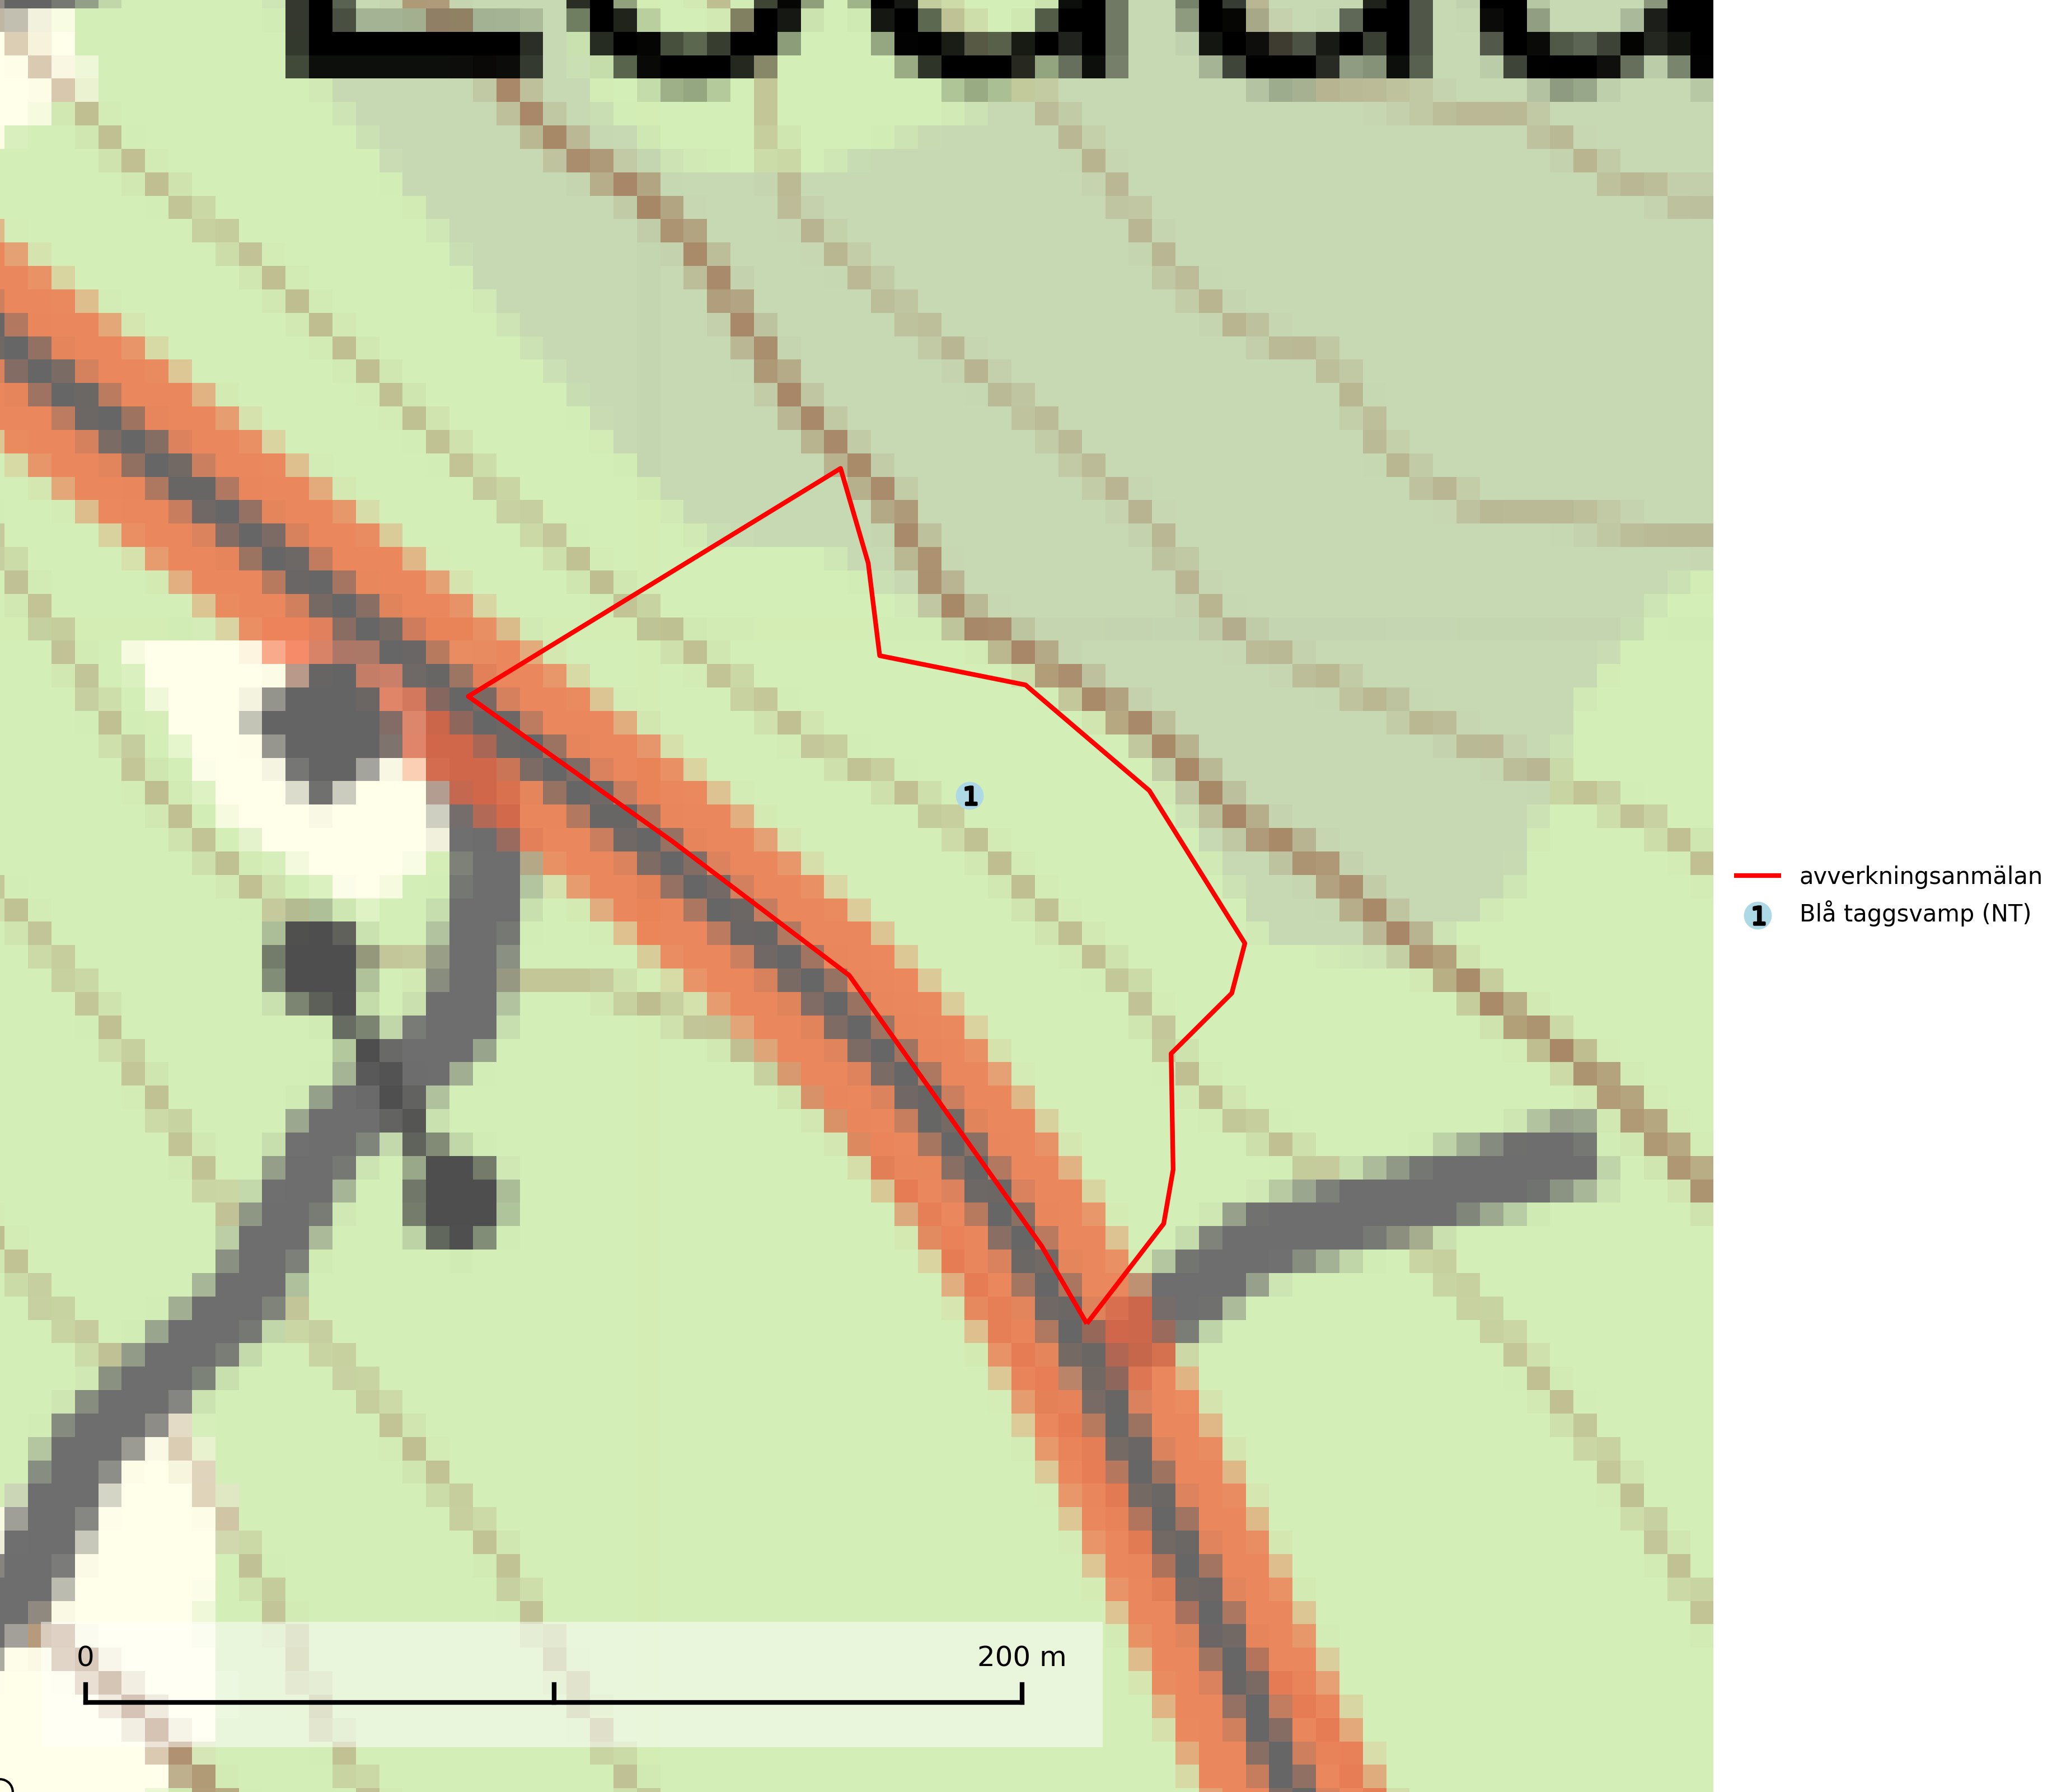 1
avverkningsanmälan
1 Blå taggsvamp (NT)
0 200 m